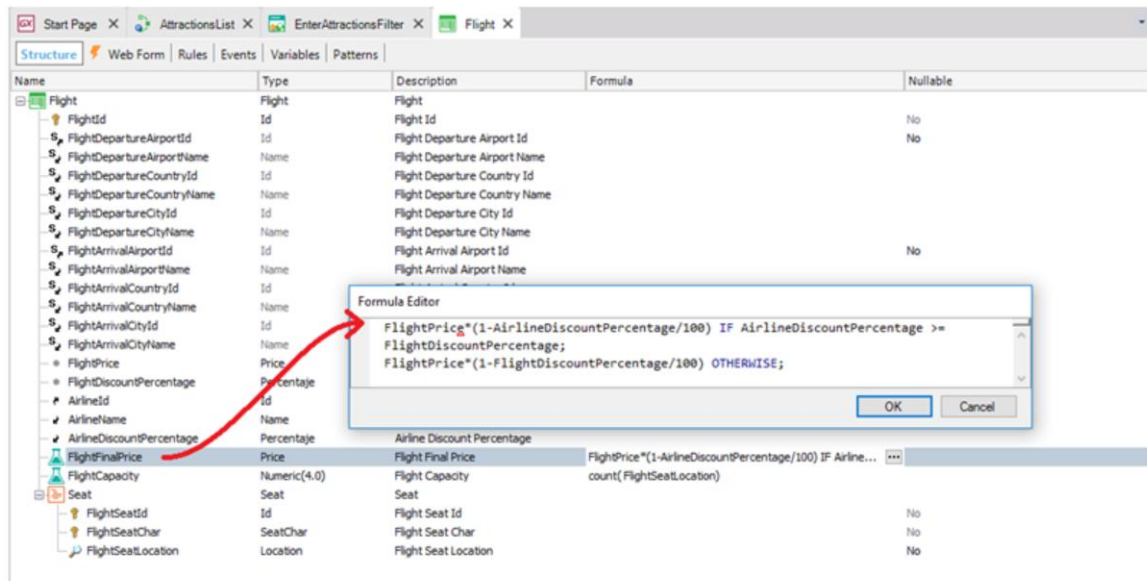 GX Start Page X AttractionsList X EnterAttractionsFilter X Flight X
Structure Web Form Rules Events Variables Patterns
Name Type Description Formula Nullable
Flight Flight Flight
FlightId Id Flight Id No
FlightDepartureAirportId Id Flight Departure Airport Id No
FlightDepartureAirportName Name Flight Departure Airport Name
FlightDepartureCountryId Id Flight Departure Country Id
FlightDepartureCountryName Name Flight Departure Country Name
FlightDepartureCityId Id Flight Departure City Id
FlightDepartureCityName Name Flight Departure City Name
FlightArrivalAirportId Id Flight Arrival Airport Id No
FlightArrivalAirportName Name Flight Arrival Airport Name
FlightArrivalCountryId Id
FlightArrivalCountryName Name
FlightArrivalCityId Id
FlightArrivalCityName Name
FlightPrice Price
FlightDiscountPercentage Percentaje
AirlineId Id
AirlineName Name
AirlineDiscountPercentage Percentaje Airline Discount Percentage
FlightFinalPrice Price Flight Final Price FlightPrice*(1-AirlineDiscountPercentage/100) IF Airline... ...
FlightCapacity Numeric(4.0) Flight Capacity count( FlightSeatLocation)
Seat Seat Seat
FlightSeatId Id Flight Seat Id No
FlightSeatChar SeatChar Flight Seat Char No
FlightSeatLocation Location Flight Seat Location No
Formula Editor
FlightPrice*(1-AirlineDiscountPercentage/100) IF AirlineDiscountPercentage >=
FlightDiscountPercentage;
FlightPrice*(1-FlightDiscountPercentage/100) OTHERWISE;
OK Cancel